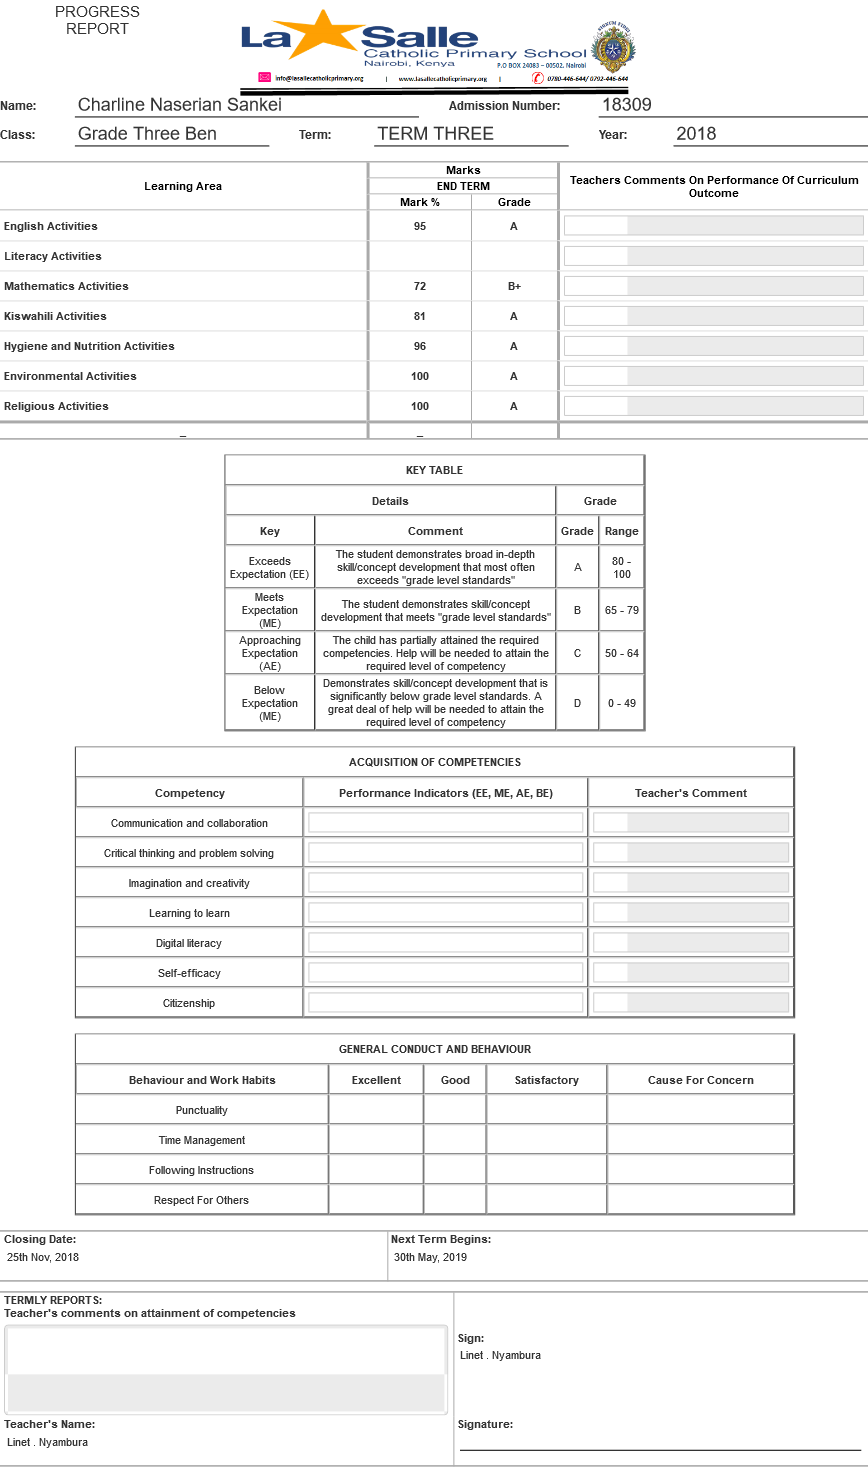 PROGRESS
REPORT
La Salle
Catholic Primary School
Nairobi, Kenya
P.O BOX 24083 – 00502, Nairobi
info@lasallecatholicprimary.org | www.lasallecatholicprimary.org | 0780-446-644/ 0792-446-644
Name: Charline Naserian Sankei Admission Number: 18309
Class: Grade Three Ben Term: TERM THREE Year: 2018
Learning Area Marks Teachers Comments On Performance Of Curriculum Outcome
END TERM
Mark % Grade
English Activities 95 A
Literacy Activities
Mathematics Activities 72 B+
Kiswahili Activities 81 A
Hygiene and Nutrition Activities 96 A
Environmental Activities 100 A
Religious Activities 100 A
_ _
KEY TABLE
Details Grade
Key Comment Grade Range
Exceeds Expectation (EE) The student demonstrates broad in-depth skill/concept development that most often exceeds "grade level standards" A 80 - 100
Meets Expectation (ME) The student demonstrates skill/concept development that meets "grade level standards" B 65 - 79
Approaching Expectation (AE) The child has partially attained the required competencies. Help will be needed to attain the required level of competency C 50 - 64
Below Expectation (ME) Demonstrates skill/concept development that is significantly below grade level standards. A great deal of help will be needed to attain the required level of competency D 0 - 49
ACQUISITION OF COMPETENCIES
Competency Performance Indicators (EE, ME, AE, BE) Teacher's Comment
Communication and collaboration
Critical thinking and problem solving
Imagination and creativity
Learning to learn
Digital literacy
Self-efficacy
Citizenship
GENERAL CONDUCT AND BEHAVIOUR
Behaviour and Work Habits Excellent Good Satisfactory Cause For Concern
Punctuality
Time Management
Following Instructions
Respect For Others
Closing Date: Next Term Begins:
25th Nov, 2018 30th May, 2019
TERMLY REPORTS:
Teacher's comments on attainment of competencies
Sign:
Linet . Nyambura
Teacher's Name: Signature:
Linet . Nyambura